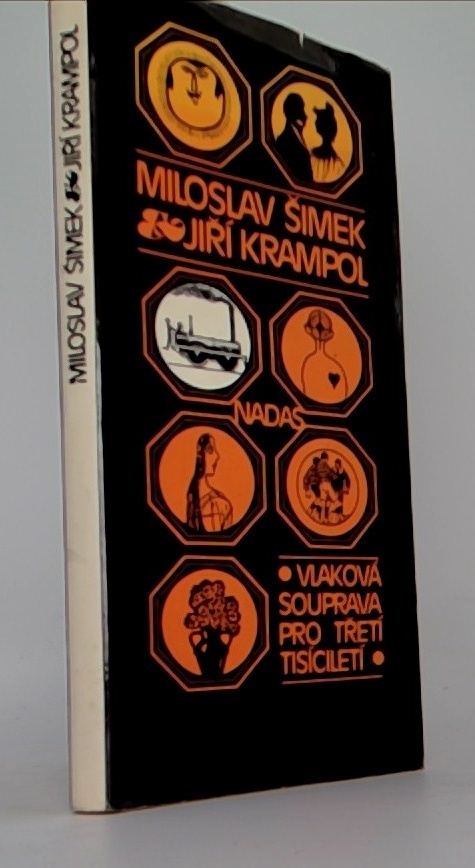 MILOSLAV ŠIMEK & JIŘÍ KRAMPOL
MILOSLAV ŠIMEK
& JIŘÍ KRAMPOL
NADAS
• VLAKOVÁ
SOUPRAVA
PRO TŘETÍ
TISÍCILETÍ •